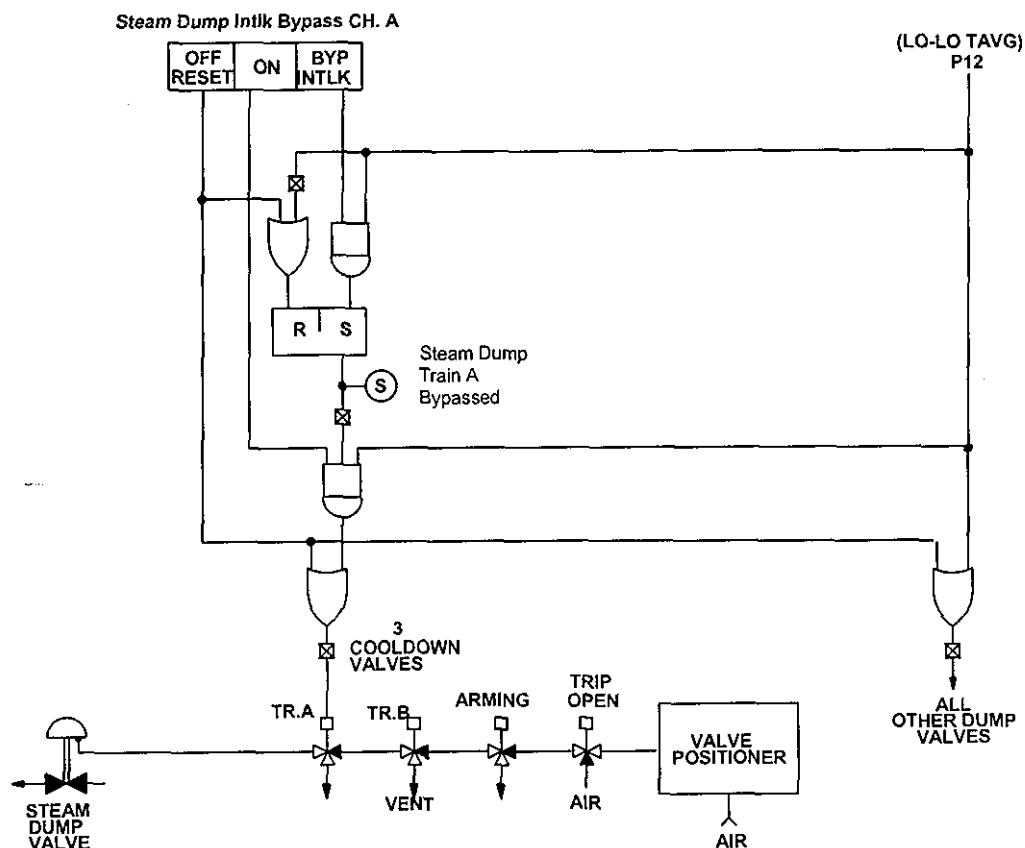 Steam Dump Intlk Bypass CH. A
OFF
RESET
ON
BYP
INTLK
(LO-LO TAVG)
P12
R
S
S
Steam Dump
Train A
Bypassed
3
COOLDOWN
VALVES
ALL
OTHER DUMP
VALVES
TR.A
TR.B
ARMING
TRIP
OPEN
VALVE
POSITIONER
VENT
AIR
AIR
STEAM
DUMP
VALVE